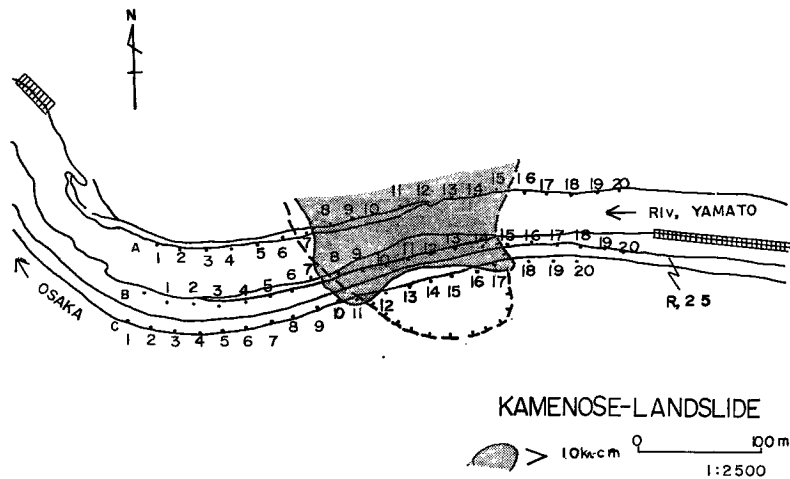 N
8 9 10 11 12 13 14 15 16 17 18 19 20
← RIV. YAMATO
A 1 2 3 4 5 6 7
8 9 10 11 12 13 14 15 16 17 18 19 20
B 1 2 3 4 5 6
← OSAKA
C 1 2 3 4 5 6 7 8 9 10 11 12 13 14 15 16 17 18 19 20
R, 25
KAMENOSE-LANDSLIDE
0 100 m
1:2500